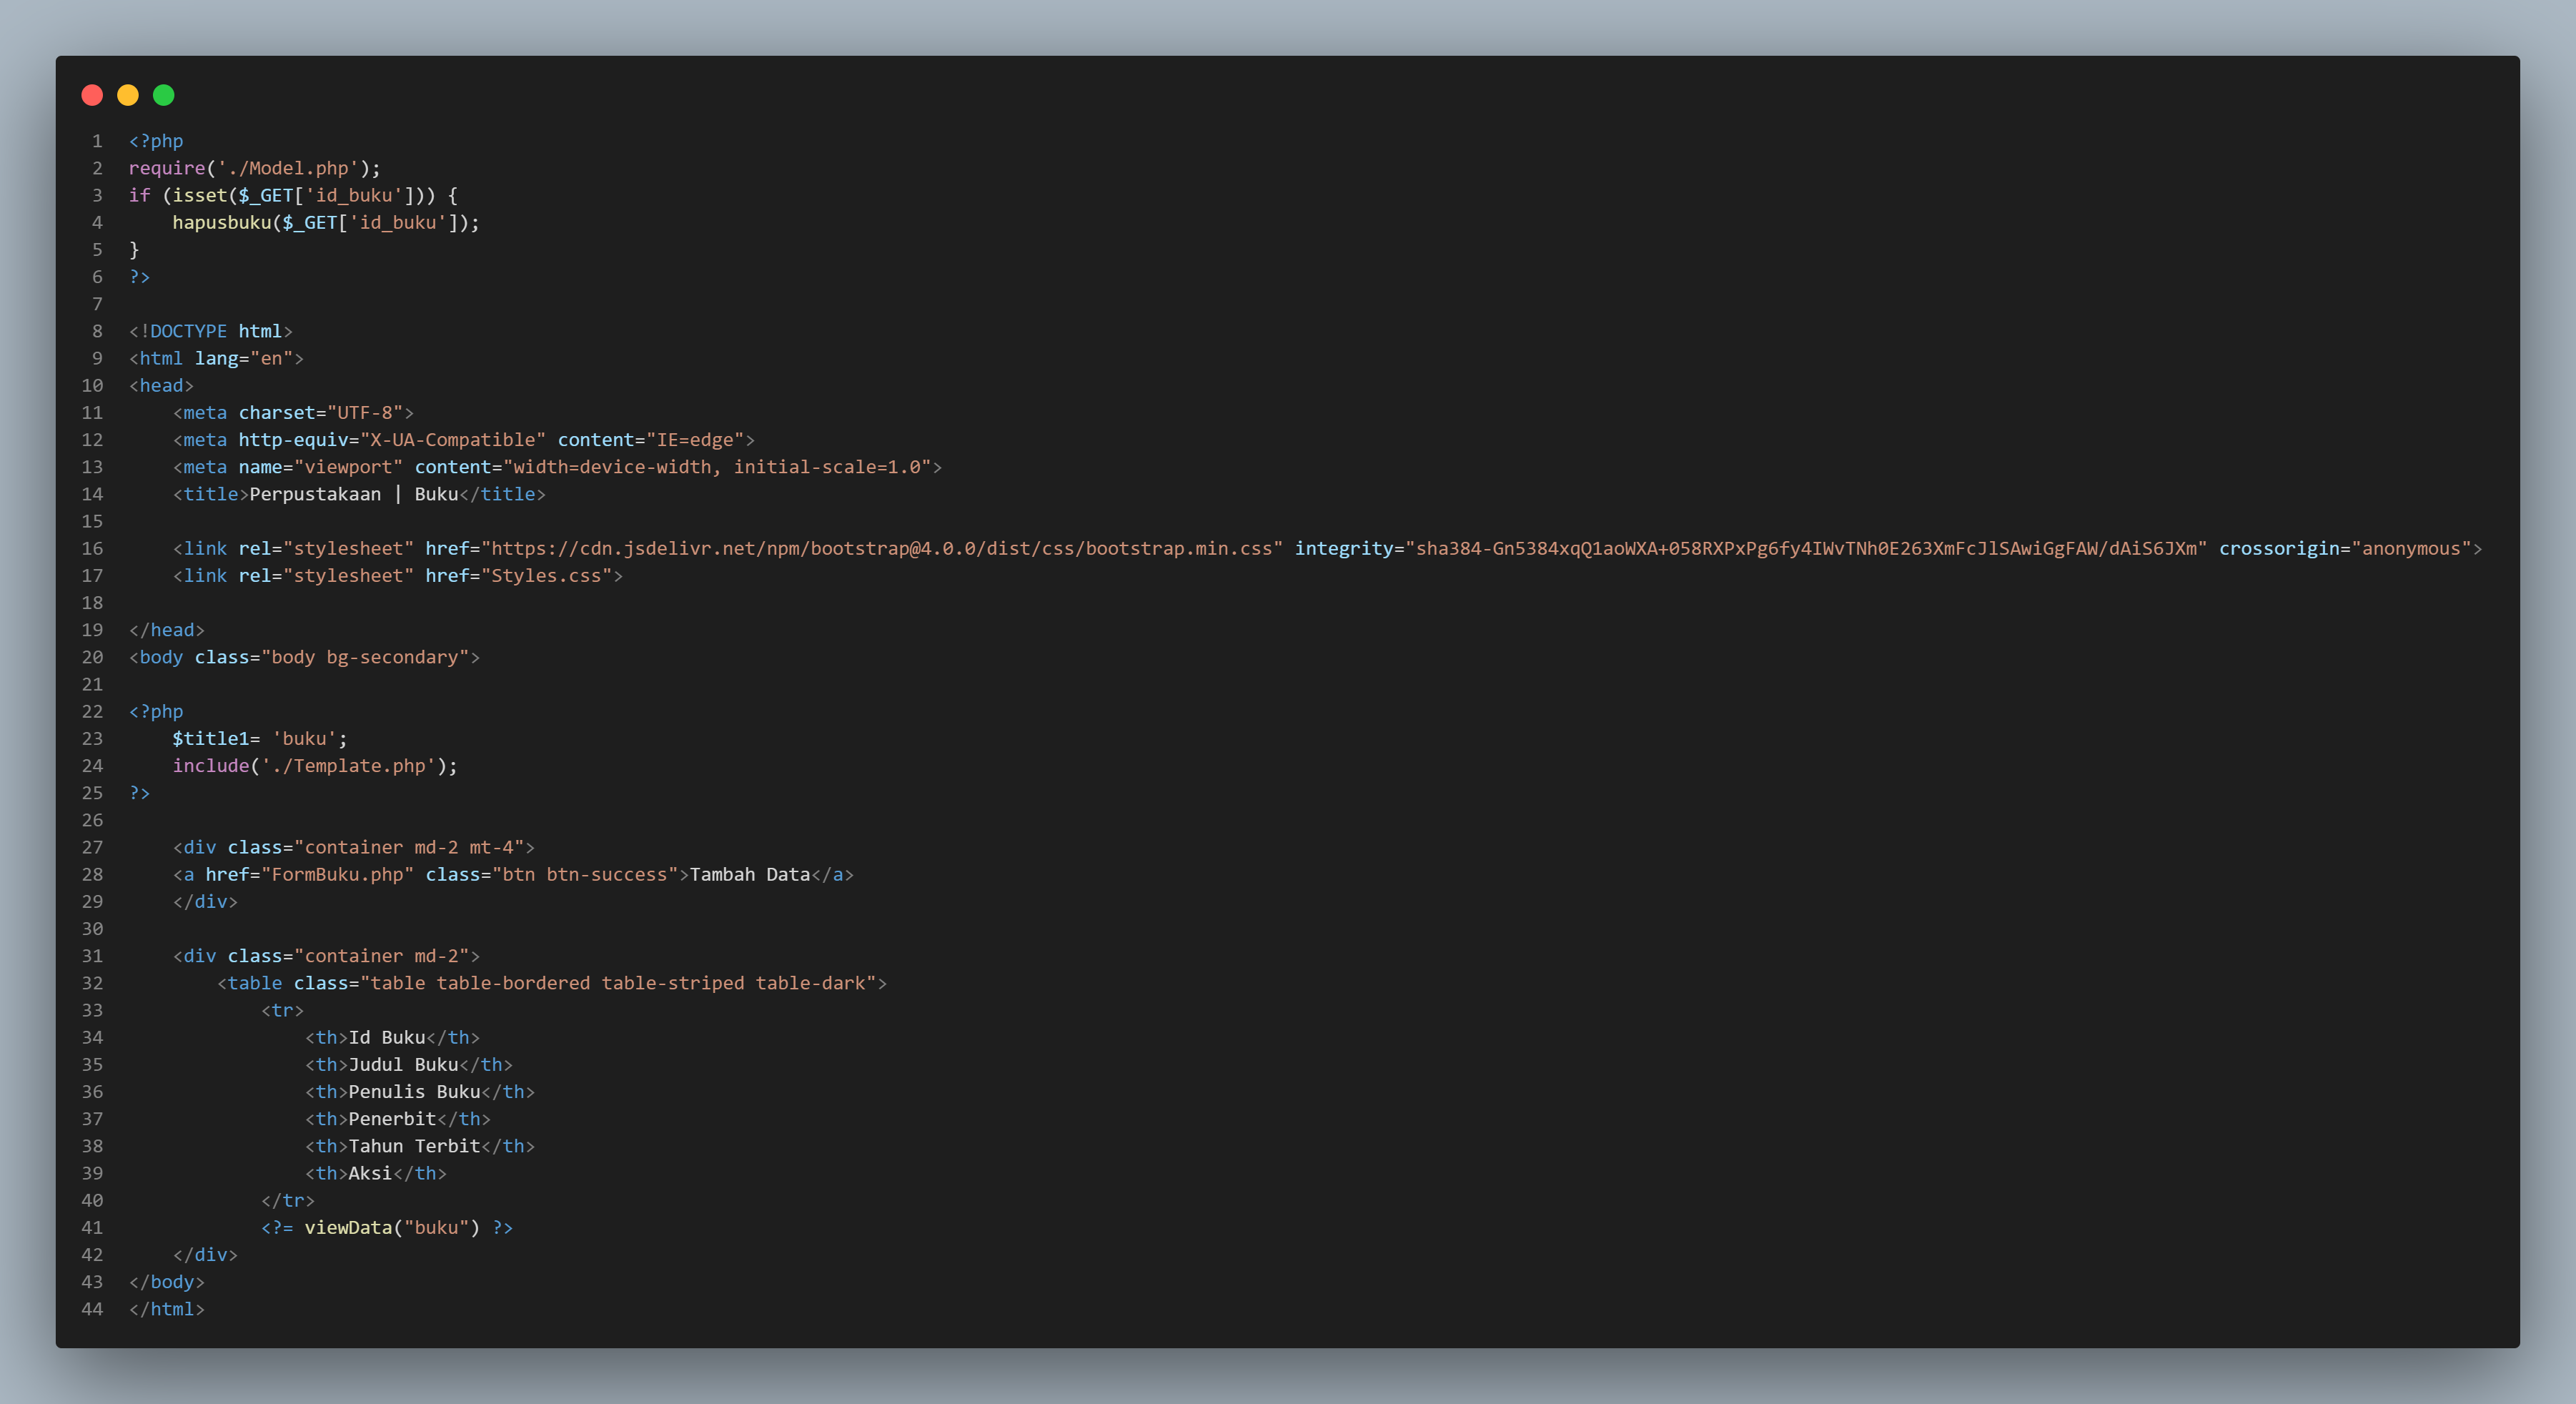 1 <?php
2 require('./Model.php');
3 if (isset($_GET['id_buku'])) {
4     hapusbuku($_GET['id_buku']);
5 }
6 ?>
7
8 <!DOCTYPE html>
9 <html lang="en">
10 <head>
11     <meta charset="UTF-8">
12     <meta http-equiv="X-UA-Compatible" content="IE=edge">
13     <meta name="viewport" content="width=device-width, initial-scale=1.0">
14     <title>Perpustakaan | Buku</title>
15
16     <link rel="stylesheet" href="https://cdn.jsdelivr.net/npm/bootstrap@4.0.0/dist/css/bootstrap.min.css" integrity="sha384-Gn5384xqQ1aoWXA+058RXPxPg6fy4IWvTNh0E263XmFcJlSAwiGgFAW/dAiS6JXm" crossorigin="anonymous">
17     <link rel="stylesheet" href="Styles.css">
18
19 </head>
20 <body class="body bg-secondary">
21
22 <?php
23     $title1= 'buku';
24     include('./Template.php');
25 ?>
26
27     <div class="container md-2 mt-4">
28     <a href="FormBuku.php" class="btn btn-success">Tambah Data</a>
29     </div>
30
31     <div class="container md-2">
32         <table class="table table-bordered table-striped table-dark">
33             <tr>
34                 <th>Id Buku</th>
35                 <th>Judul Buku</th>
36                 <th>Penulis Buku</th>
37                 <th>Penerbit</th>
38                 <th>Tahun Terbit</th>
39                 <th>Aksi</th>
40             </tr>
41             <?= viewData("buku") ?>
42     </div>
43 </body>
44 </html>